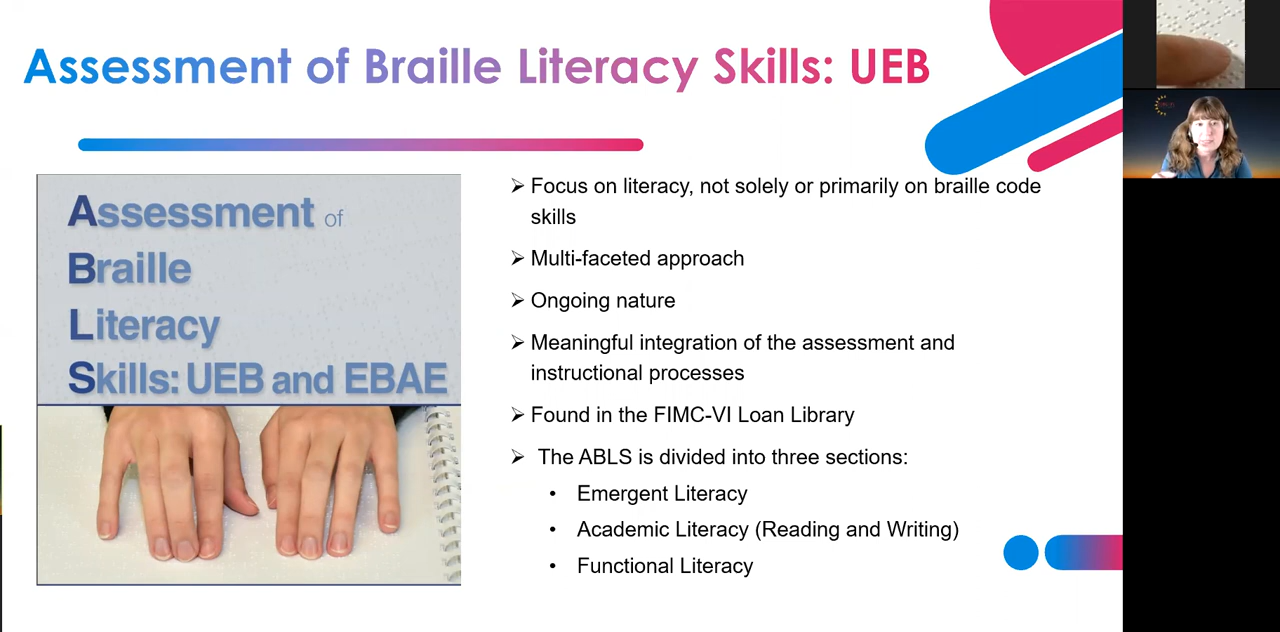 Assessment of Braille Literacy Skills: UEB
Assessment of
Braille
Literacy
Skills: UEB and EBAE
➢ Focus on literacy, not solely or primarily on braille code
skills
➢ Multi-faceted approach
➢ Ongoing nature
➢ Meaningful integration of the assessment and
instructional processes
➢ Found in the FIMC-VI Loan Library
➢ The ABLS is divided into three sections:
• Emergent Literacy
• Academic Literacy (Reading and Writing)
• Functional Literacy